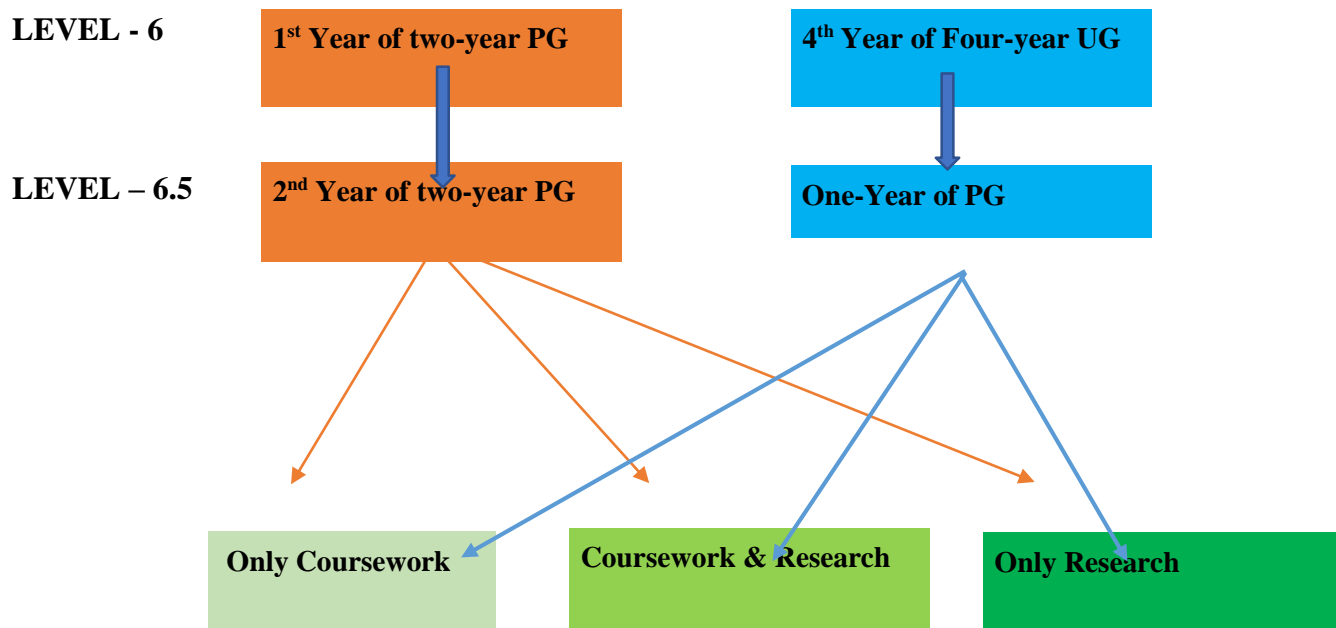 LEVEL - 6
1st Year of two-year PG
4th Year of Four-year UG
LEVEL – 6.5
2nd Year of two-year PG
One-Year of PG
Only Coursework
Coursework & Research
Only Research